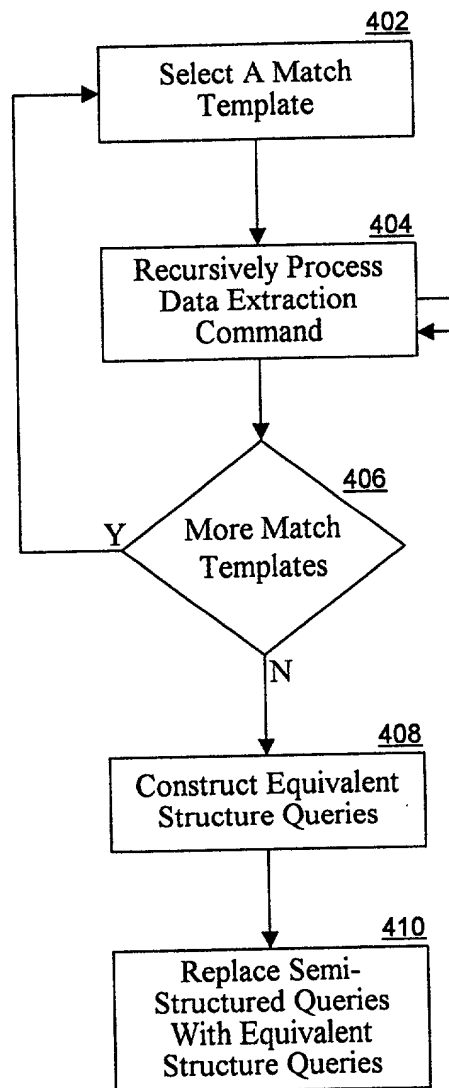 402
Select A Match
Template
404
Recursively Process
Data Extraction
Command
406
More Match
Templates
Y
N
408
Construct Equivalent
Structure Queries
410
Replace Semi-
Structured Queries
With Equivalent
Structure Queries